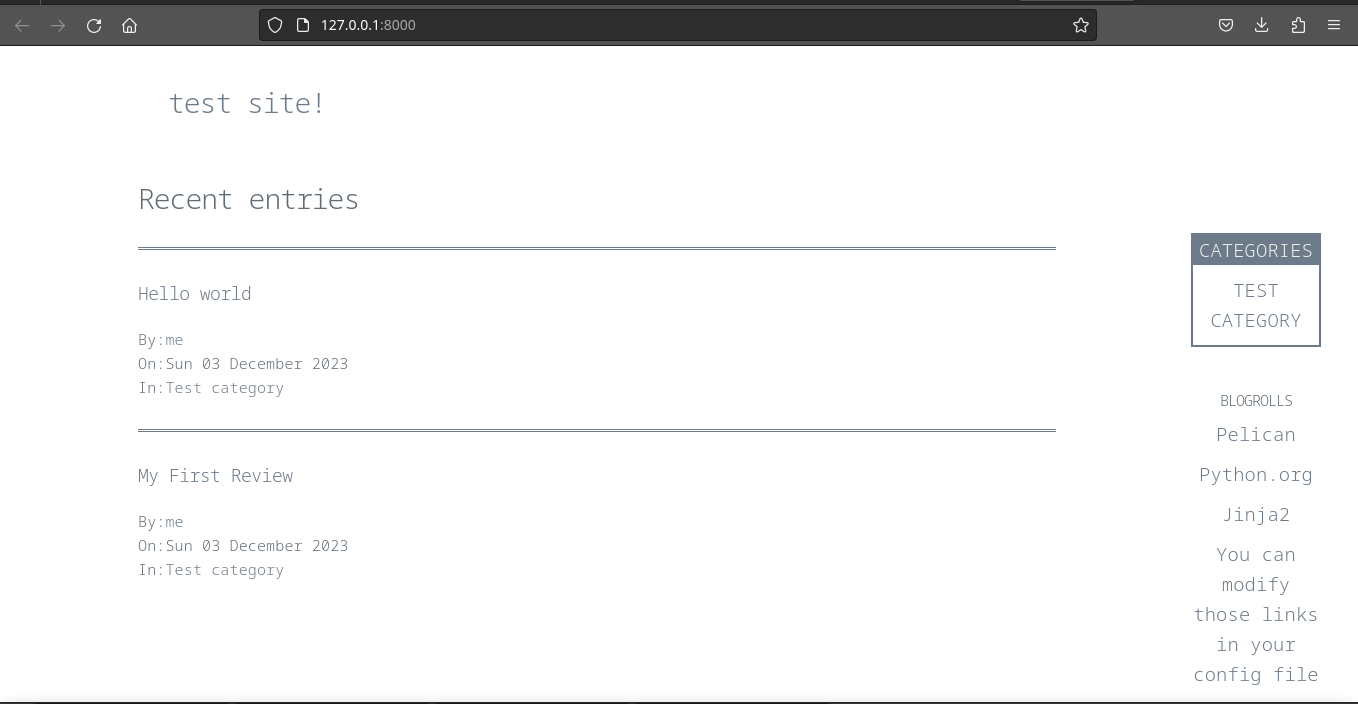 127.0.0.1:8000
test site!
Recent entries
Hello world
By:me
On:Sun 03 December 2023
In:Test category
My First Review
By:me
On:Sun 03 December 2023
In:Test category
CATEGORIES
TEST
CATEGORY
BLOGROLLS
Pelican
Python.org
Jinja2
You can
modify
those links
in your
config file